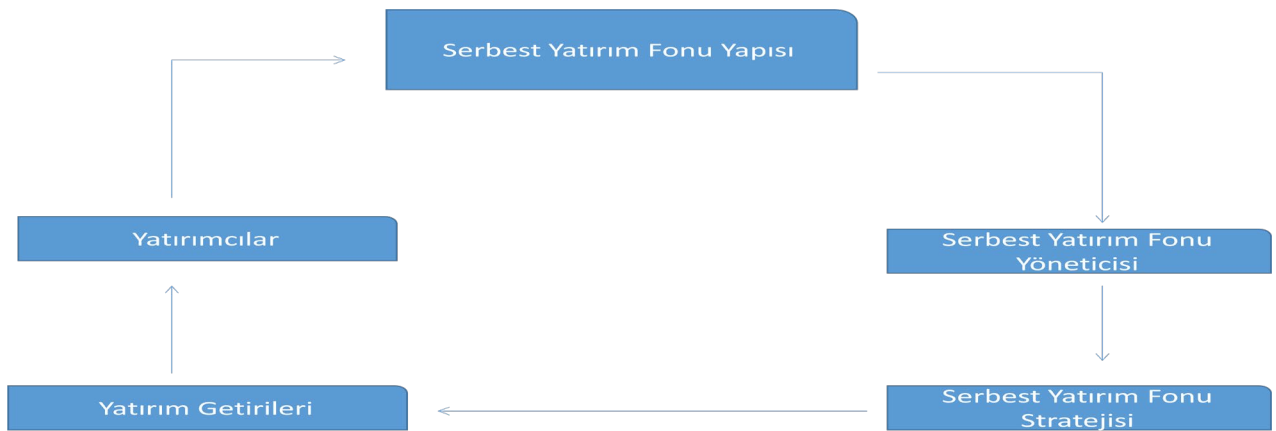 Serbest Yatırım Fonu Yapısı
Yatırımcılar
Serbest Yatırım Fonu
Yöneticisi
Yatırım Getirileri
Serbest Yatırım Fonu
Stratejisi